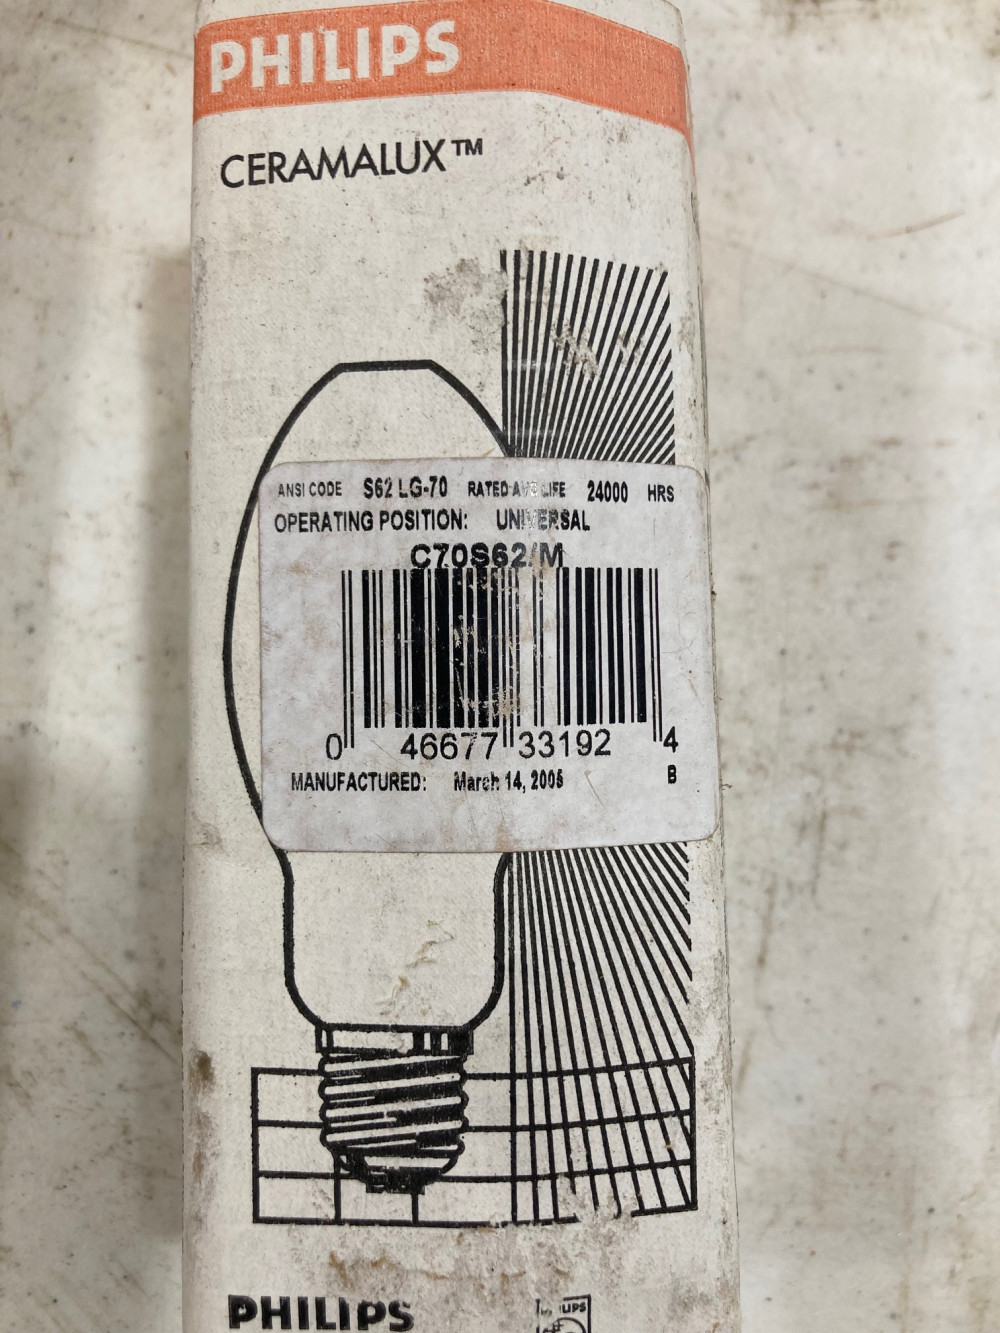 PHILIPS
CERAMALUX™
ANSI CODE S62 LG-70 RATED AVG LIFE 24000 HRS
OPERATING POSITION: UNIVERSAL
C70S62/M
0 46677 33192 4
MANUFACTURED: March 14, 2005 B
PHILIPS